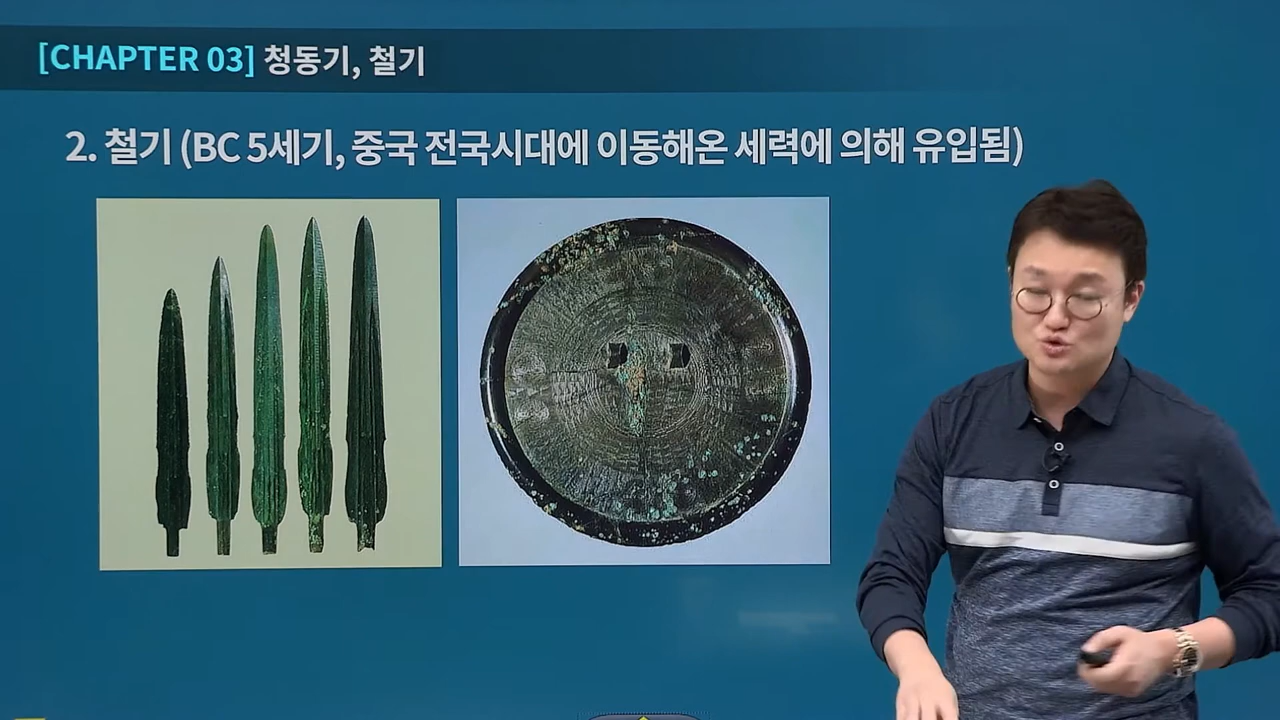 [CHAPTER 03] 청동기, 철기
2. 철기 (BC 5세기, 중국 전국시대에 이동해온 세력에 의해 유입됨)